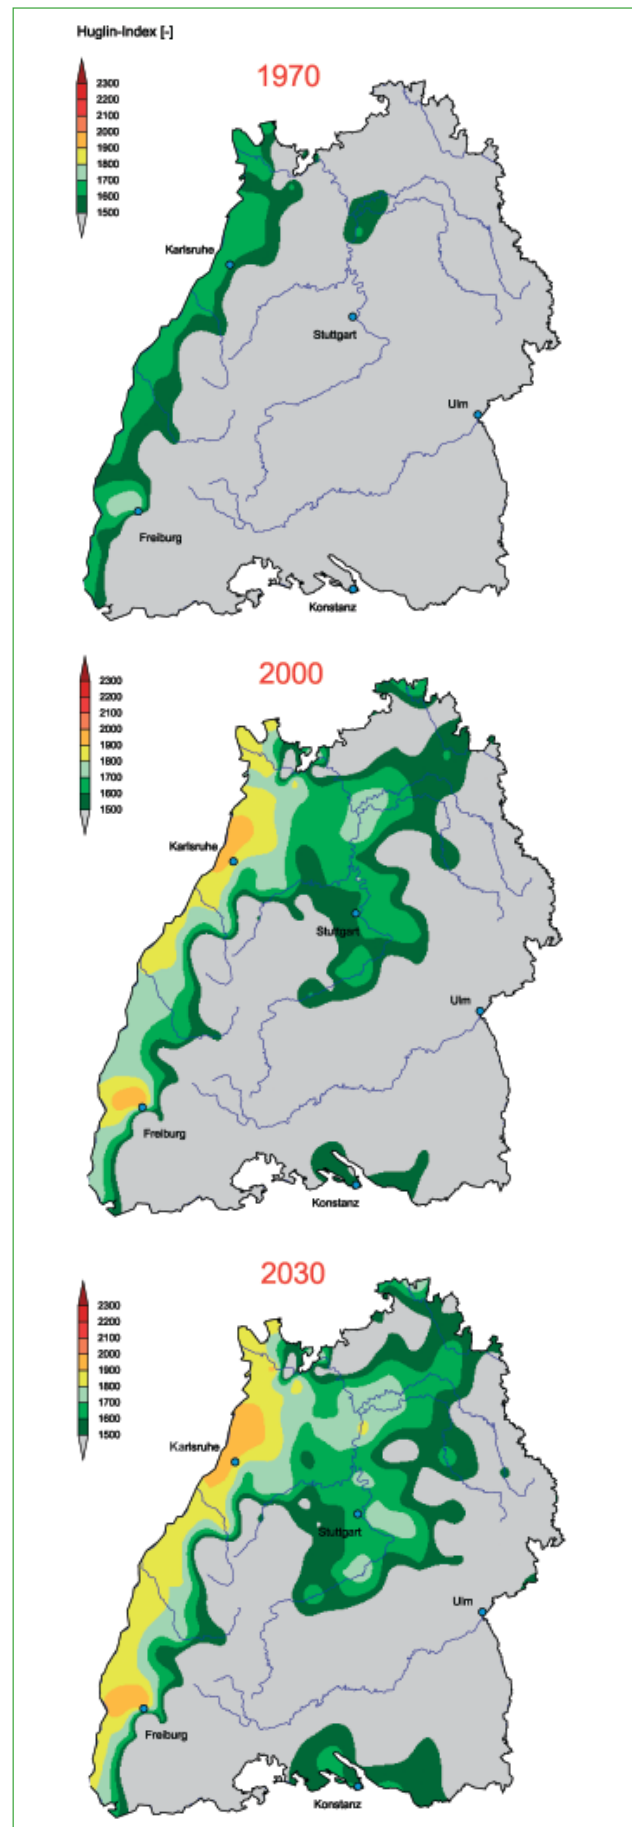 Huglin-Index [-]
1970
2300
2200
2100
2000
1900
1800
1700
1600
1500
Karlsruhe
Stuttgart
Ulm
Freiburg
Konstanz
2000
2300
2200
2100
2000
1900
1800
1700
1600
1500
Karlsruhe
Stuttgart
Ulm
Freiburg
Konstanz
2030
2300
2200
2100
2000
1900
1800
1700
1600
1500
Karlsruhe
Stuttgart
Ulm
Freiburg
Konstanz